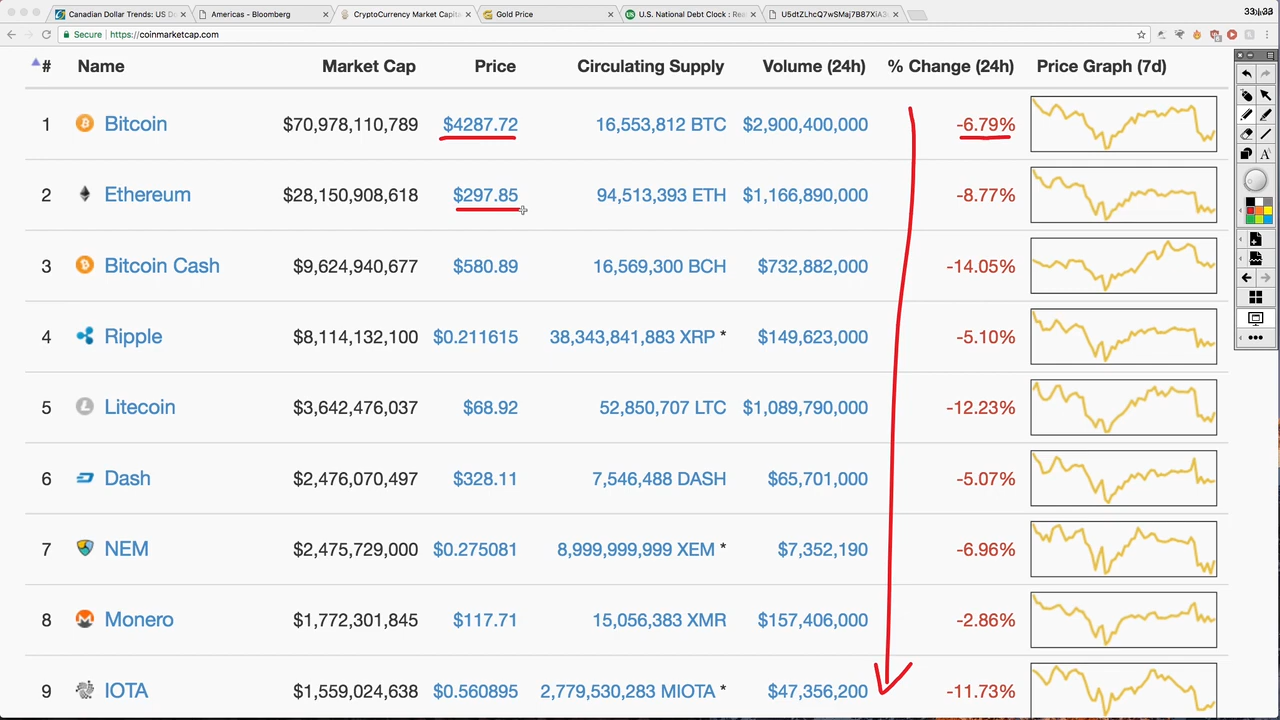 Canadian Dollar Trends: US D
Americas - Bloomberg
CryptoCurrency Market Capita
Gold Price
U.S. National Debt Clock : Rea
U5dtZLhcQ7wSMaj7B87XiA3
Secure https://coinmarketcap.com
# Name Market Cap Price Circulating Supply Volume (24h) % Change (24h) Price Graph (7d)
1 Bitcoin $70,978,110,789 $4287.72 16,553,812 BTC $2,900,400,000 -6.79%
2 Ethereum $28,150,908,618 $297.85 94,513,393 ETH $1,166,890,000 -8.77%
3 Bitcoin Cash $9,624,940,677 $580.89 16,569,300 BCH $732,882,000 -14.05%
4 Ripple $8,114,132,100 $0.211615 38,343,841,883 XRP * $149,623,000 -5.10%
5 Litecoin $3,642,476,037 $68.92 52,850,707 LTC $1,089,790,000 -12.23%
6 Dash $2,476,070,497 $328.11 7,546,488 DASH $65,701,000 -5.07%
7 NEM $2,475,729,000 $0.275081 8,999,999,999 XEM * $7,352,190 -6.96%
8 Monero $1,772,301,845 $117.71 15,056,383 XMR $157,406,000 -2.86%
9 IOTA $1,559,024,638 $0.560895 2,779,530,283 MIOTA * $47,356,200 -11.73%